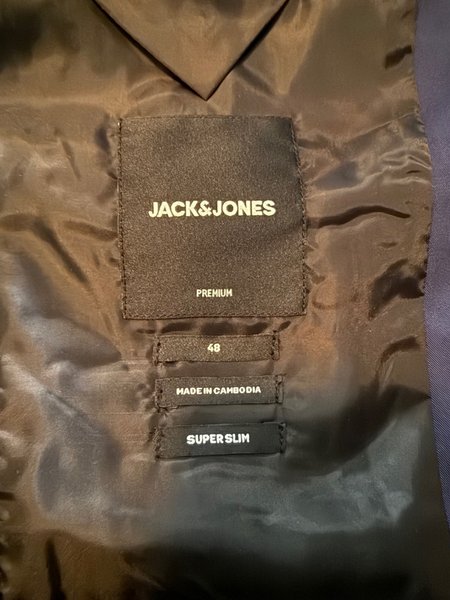 JACK&JONES
PREMIUM
48
MADE IN CAMBODIA
SUPER SLIM